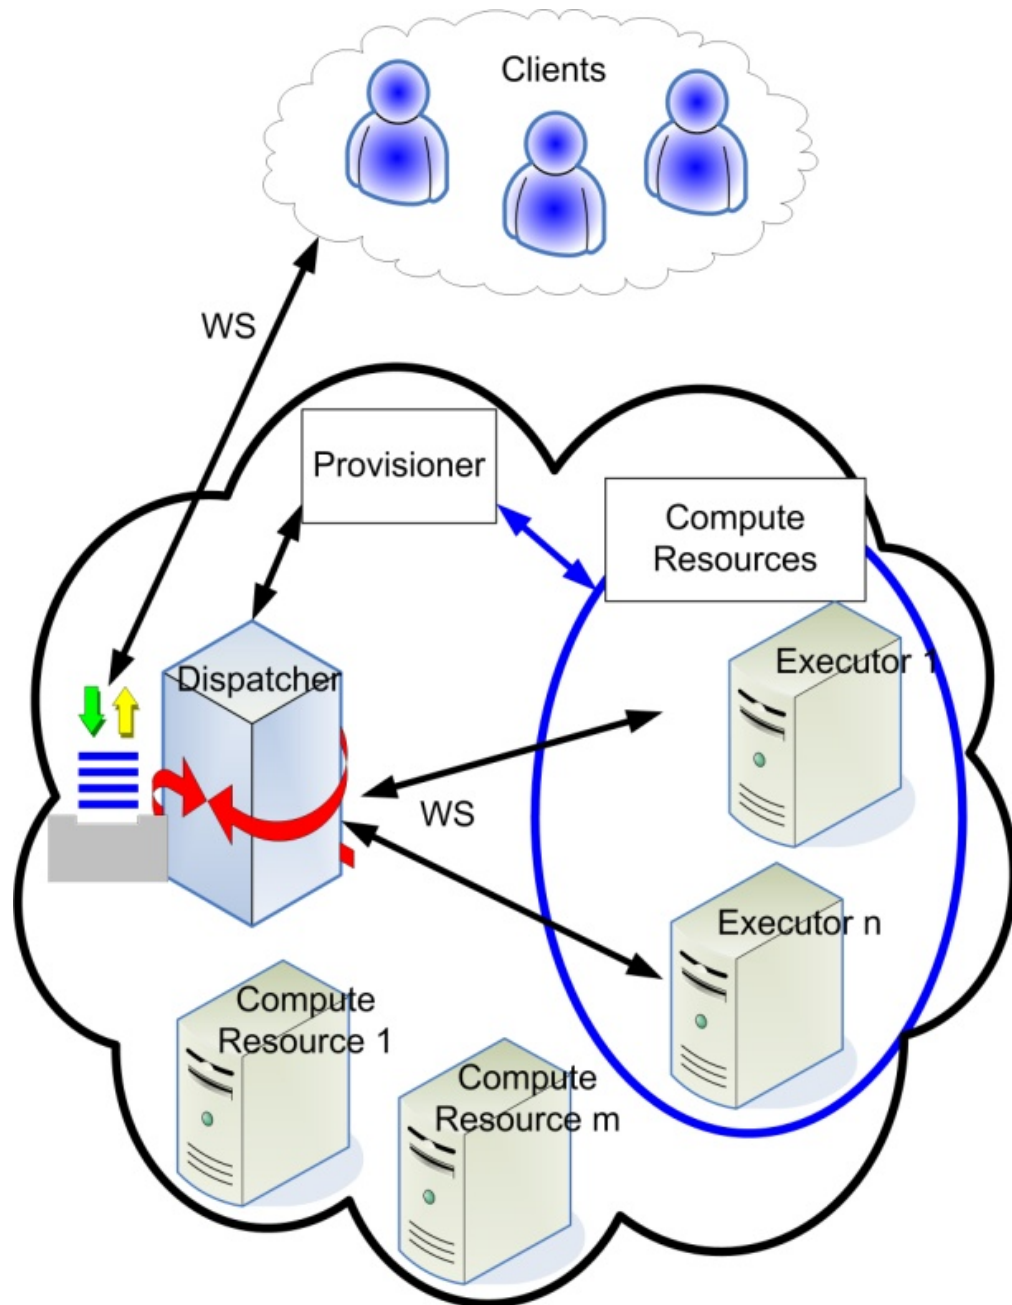 Clients
WS
Provisioner
Compute
Resources
Dispatcher
Executor 1
WS
Executor n
Compute
Resource 1
Compute
Resource m